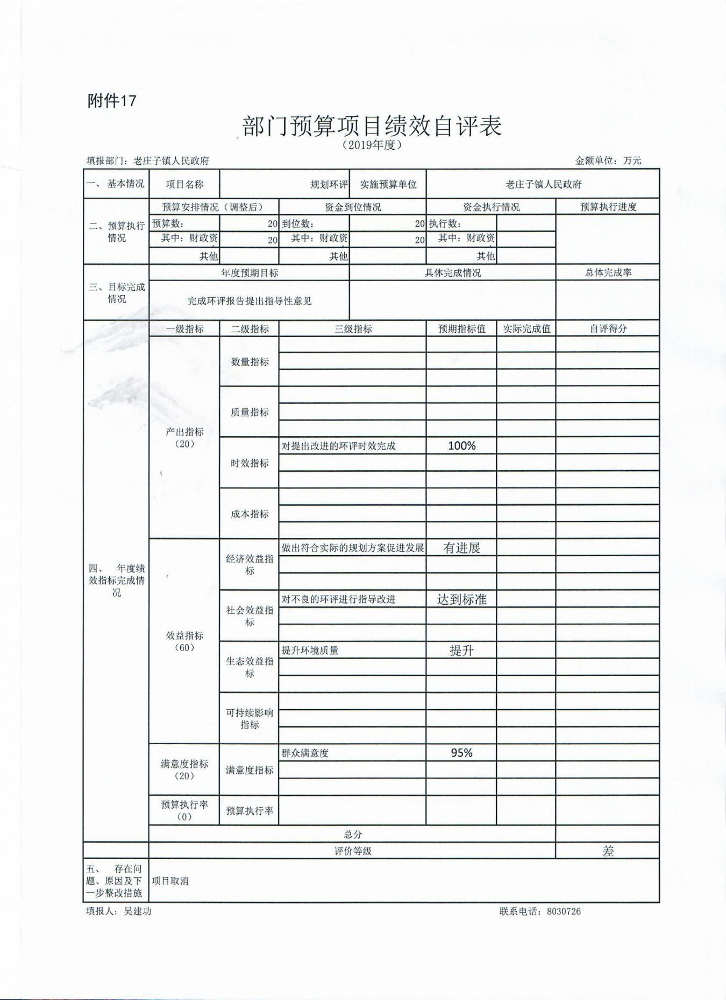 附件17
部门预算项目绩效自评表
（2019年度）
填报部门：老庄子镇人民政府 金额单位：万元
一、 基本情况 项目名称 规划环评 实施预算单位 老庄子镇人民政府
二、预算执行
情况
预算安排情况（调整后） 资金到位情况 资金执行情况 预算执行进度
预算数： 20 到位数： 20 执行数：
其中：财政资 20 其中：财政资 20 其中：财政资
其他 其他 其他
三、目标完成
情况
年度预期目标 具体完成情况 总体完成率
完成环评报告提出指导性意见
四、 年度绩
效指标完成情
况
一级指标 二级指标 三级指标 预期指标值 实际完成值 自评得分
产出指标
（20）
数量指标
质量指标
时效指标
对提出改进的环评时效完成 100%
成本指标
效益指标
（60）
经济效益指
标
做出符合实际的规划方案促进发展 有进展
社会效益指
标
对不良的环评进行指导改进 达到标准
生态效益指
标
提升环境质量 提升
可持续影响
指标
满意度指标
（20）
满意度指标
群众满意度 95%
预算执行率
（0）
预算执行率
总分
评价等级 差
五、 存在问
题、原因及下
一步整改措施
项目取消
填报人：吴建功 联系电话：8030726